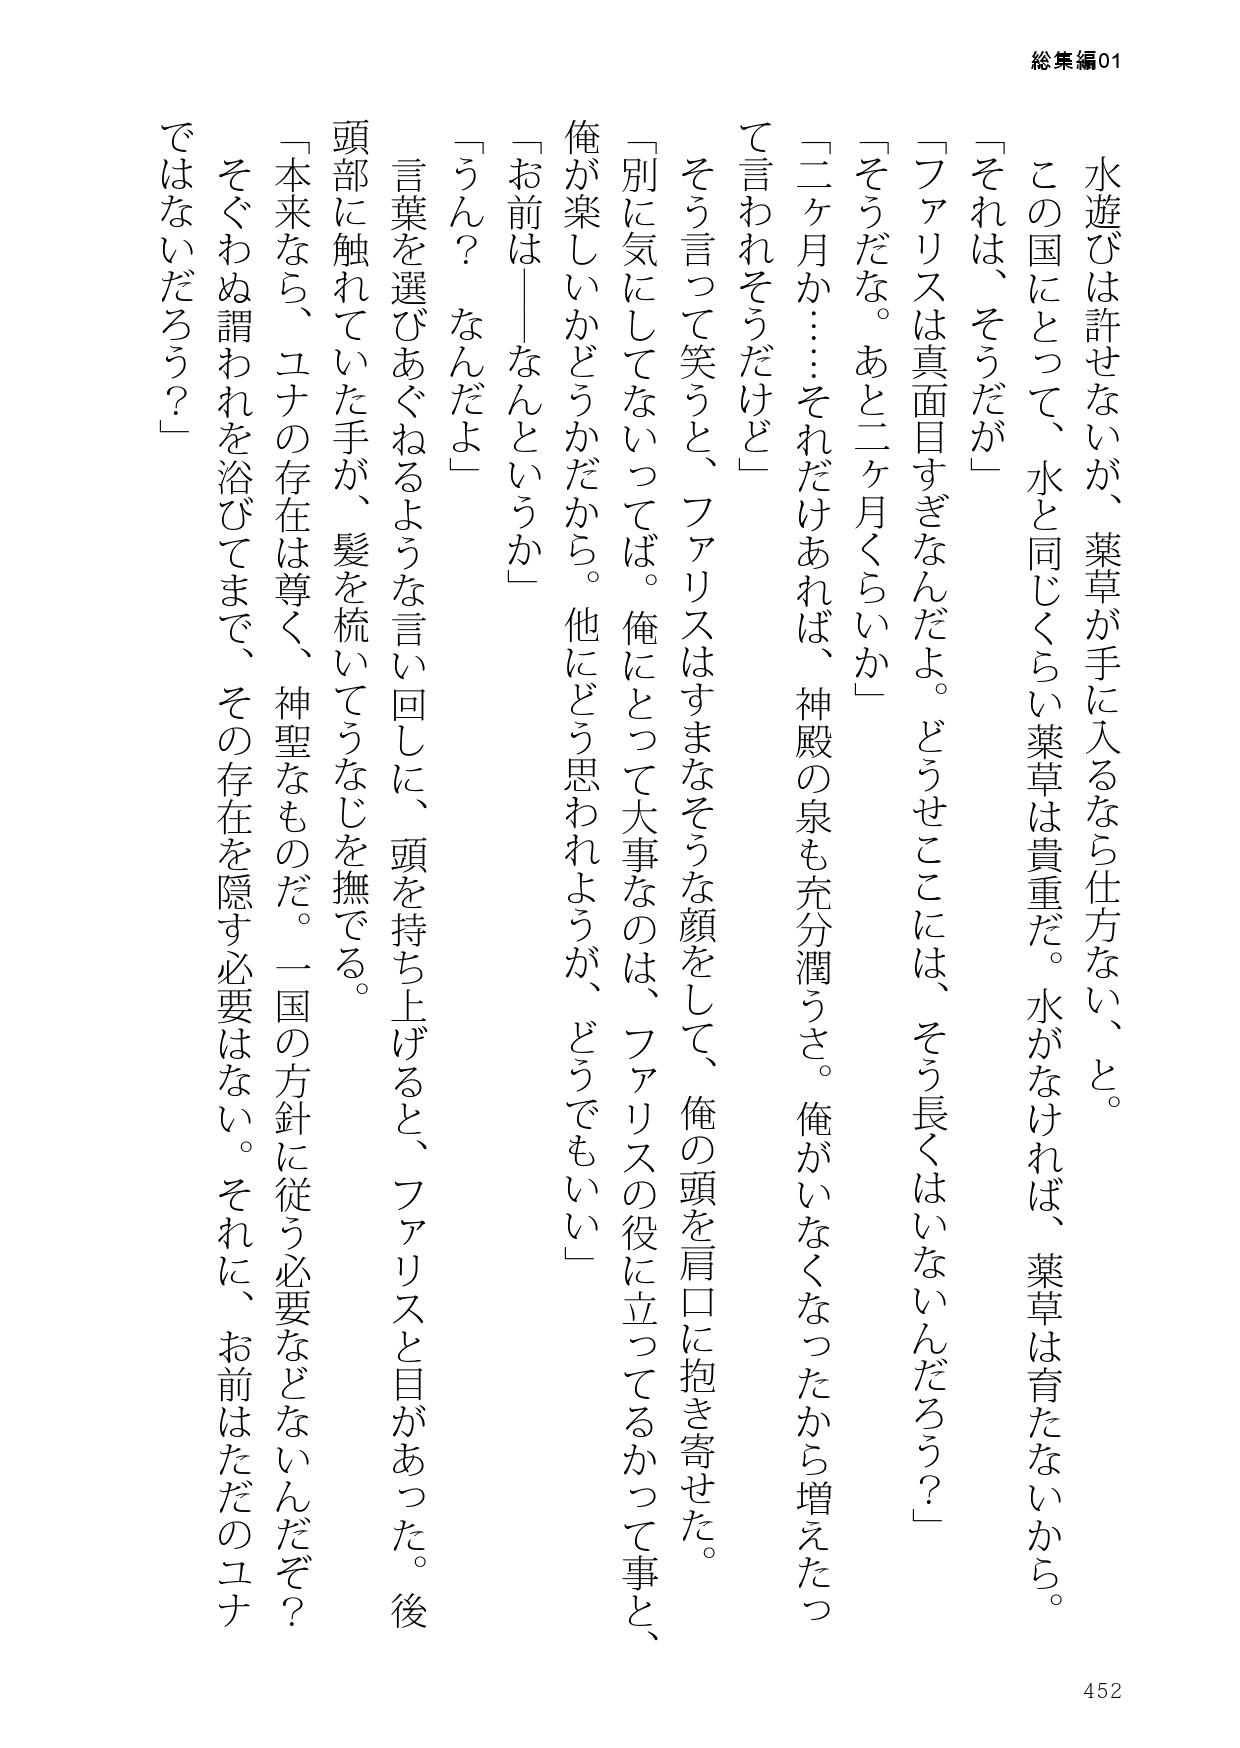 総集編01
水遊びは許せないが、薬草が手に入るなら仕方ない、と。
この国にとって、水と同じくらい薬草は貴重だ。水がなければ、薬草は育たないから。
「それは、そうだが」
「ファリスは真面目すぎなんだよ。どうせここには、そう長くはいないんだろう？」
「そうだな。あと二ヶ月くらいか」
「二ヶ月か……それだけあれば、神殿の泉も充分潤うさ。俺がいなくなったから増えたっ
て言われそうだけど」
そう言って笑うと、ファリスはすまなそうな顔をして、俺の頭を肩口に抱き寄せた。
「別に気にしてないってば。俺にとって大事なのは、ファリスの役に立ってるかって事と、
俺が楽しいかどうかだから。他にどう思われようが、どうでもいい」
「お前は――なんというか」
「うん？　なんだよ」
言葉を選びあぐねるような言い回しに、頭を持ち上げると、ファリスと目があった。後
頭部に触れていた手が、髪を梳いてうなじを撫でる。
「本来なら、ユナの存在は尊く、神聖なものだ。一国の方針に従う必要などないんだぞ？
そぐわぬ謂われを浴びてまで、その存在を隠す必要はない。それに、お前はただのユナ
ではないだろう？」
452